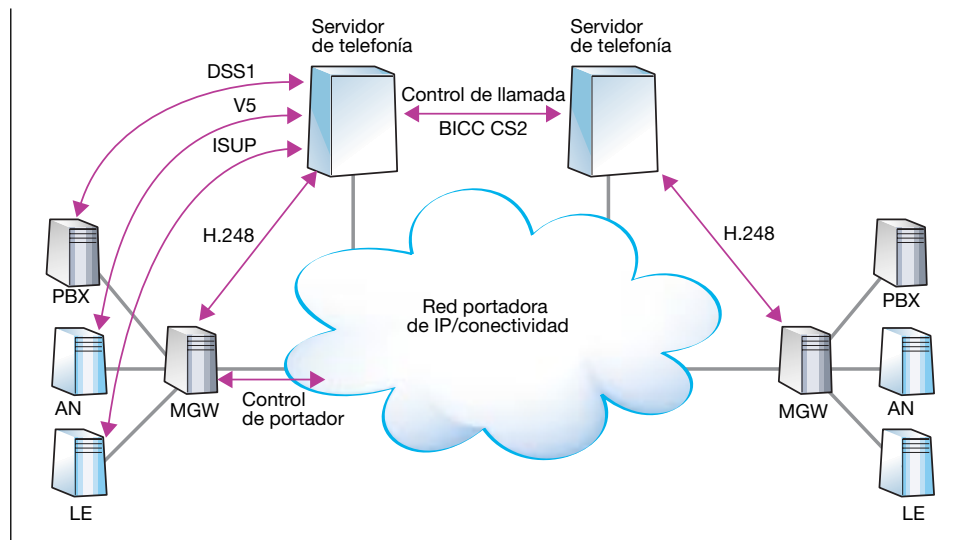 Servidor
de telefonía
Servidor
de telefonía
DSS1
V5
ISUP
Control de llamada
BICC CS2
H.248
H.248
PBX
PBX
Red portadora
de IP/conectividad
AN
MGW
Control
de portador
MGW
AN
LE
LE